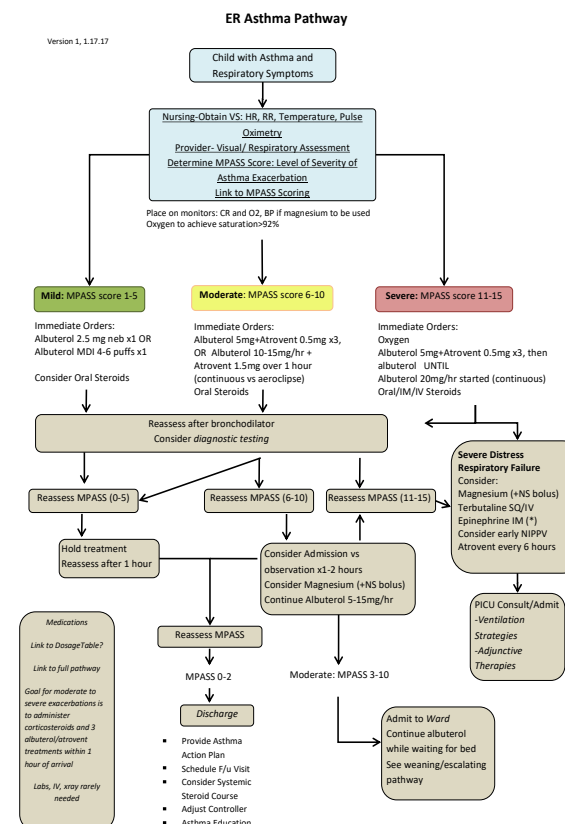 ER Asthma Pathway
Version 1, 1.17.17
Child with Asthma and
Respiratory Symptoms
Nursing-Obtain VS: HR, RR, Temperature, Pulse
Oximetry
Provider- Visual/ Respiratory Assessment
Determine MPASS Score: Level of Severity of
Asthma Exacerbation
Link to MPASS Scoring
Place on monitors: CR and O2, BP if magnesium to be used
Oxygen to achieve saturation>92%
Mild: MPASS score 1-5
Immediate Orders:
Albuterol 2.5 mg neb x1 OR
Albuterol MDI 4-6 puffs x1
Consider Oral Steroids
Moderate: MPASS score 6-10
Immediate Orders:
Albuterol 5mg+Atrovent 0.5mg x3,
OR Albuterol 10-15mg/hr +
Atrovent 1.5mg over 1 hour
(continuous vs aeroclipse)
Oral Steroids
Severe: MPASS score 11-15
Immediate Orders:
Oxygen
Albuterol 5mg+Atrovent 0.5mg x3, then
albuterol UNTIL
Albuterol 20mg/hr started (continuous)
Oral/IM/IV Steroids
Reassess after bronchodilator
Consider diagnostic testing
Severe Distress
Respiratory Failure
Consider:
Magnesium (+NS bolus)
Terbutaline SQ/IV
Epinephrine IM (*)
Consider early NIPPV
Atrovent every 6 hours
Reassess MPASS (0-5)
Reassess MPASS (6-10)
Reassess MPASS (11-15)
Hold treatment
Reassess after 1 hour
Consider Admission vs
observation x1-2 hours
Consider Magnesium (+NS bolus)
Continue Albuterol 5-15mg/hr
PICU Consult/Admit
-Ventilation
Strategies
-Adjunctive
Therapies
Medications
Link to DosageTable?
Link to full pathway
Goal for moderate to
severe exacerbations is
to administer
corticosteroids and 3
albuterol/atrovent
treatments within 1
hour of arrival
Labs, IV, xray rarely
needed
Reassess MPASS
MPASS 0-2
Discharge
▪ Provide Asthma
Action Plan
▪ Schedule F/u Visit
▪ Consider Systemic
Steroid Course
▪ Adjust Controller
▪ Asthma Education
Moderate: MPASS 3-10
Admit to Ward
Continue albuterol
while waiting for bed
See weaning/escalating
pathway